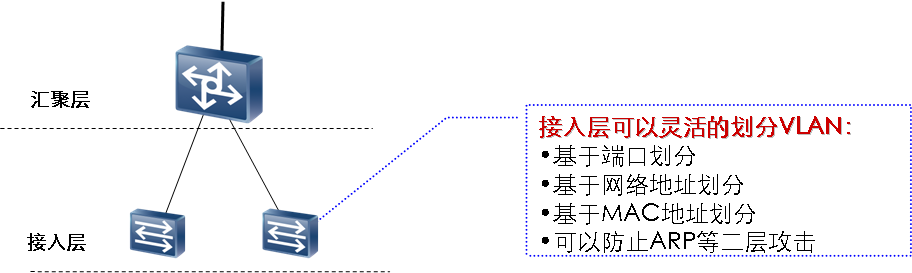 汇聚层
接入层可以灵活的划分VLAN：
•基于端口划分
•基于网络地址划分
•基于MAC地址划分
•可以防止ARP等二层攻击
接入层